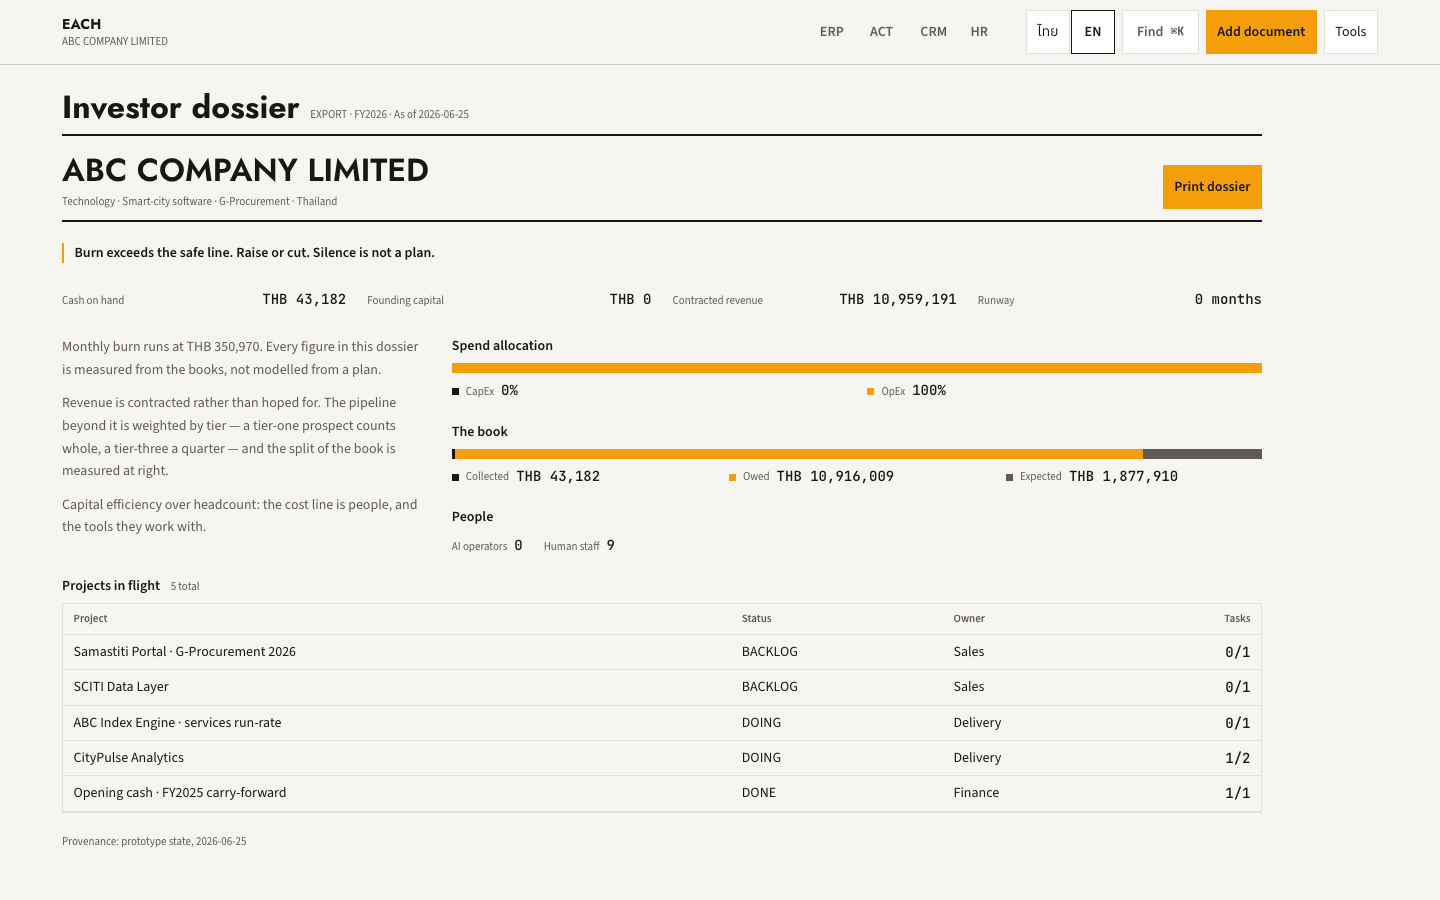 EACH
ABC COMPANY LIMITED
ERP ACT CRM HR ไทย EN Find ⌘K Add document Tools
Investor dossier EXPORT · FY2026 · As of 2026-06-25
ABC COMPANY LIMITED
Technology · Smart-city software · G-Procurement · Thailand
Print dossier
Burn exceeds the safe line. Raise or cut. Silence is not a plan.
Cash on hand THB 43,182 Founding capital THB 0 Contracted revenue THB 10,959,191 Runway 0 months
Monthly burn runs at THB 350,970. Every figure in this dossier
is measured from the books, not modelled from a plan.
Revenue is contracted rather than hoped for. The pipeline
beyond it is weighted by tier — a tier-one prospect counts
whole, a tier-three a quarter — and the split of the book is
measured at right.
Capital efficiency over headcount: the cost line is people, and
the tools they work with.
Spend allocation
CapEx 0% OpEx 100%
The book
Collected THB 43,182 Owed THB 10,916,009 Expected THB 1,877,910
People
AI operators 0 Human staff 9
Projects in flight 5 total
Project Status Owner Tasks
Samastiti Portal · G-Procurement 2026 BACKLOG Sales 0/1
SCITI Data Layer BACKLOG Sales 0/1
ABC Index Engine · services run-rate DOING Delivery 0/1
CityPulse Analytics DOING Delivery 1/2
Opening cash · FY2025 carry-forward DONE Finance 1/1
Provenance: prototype state, 2026-06-25